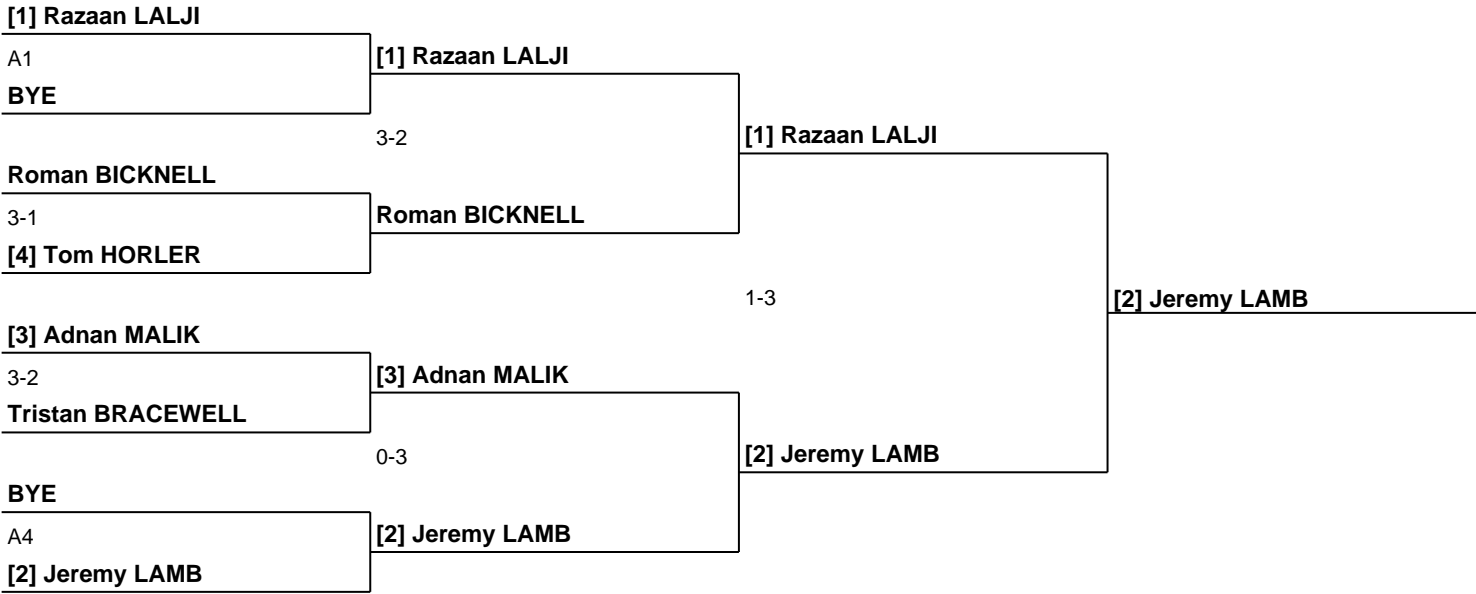 [1] Razaan LALJI
A1
[1] Razaan LALJI
BYE
3-2
[1] Razaan LALJI
Roman BICKNELL
3-1
Roman BICKNELL
[4] Tom HORLER
1-3
[2] Jeremy LAMB
[3] Adnan MALIK
3-2
[3] Adnan MALIK
Tristan BRACEWELL
0-3
[2] Jeremy LAMB
BYE
A4
[2] Jeremy LAMB
[2] Jeremy LAMB